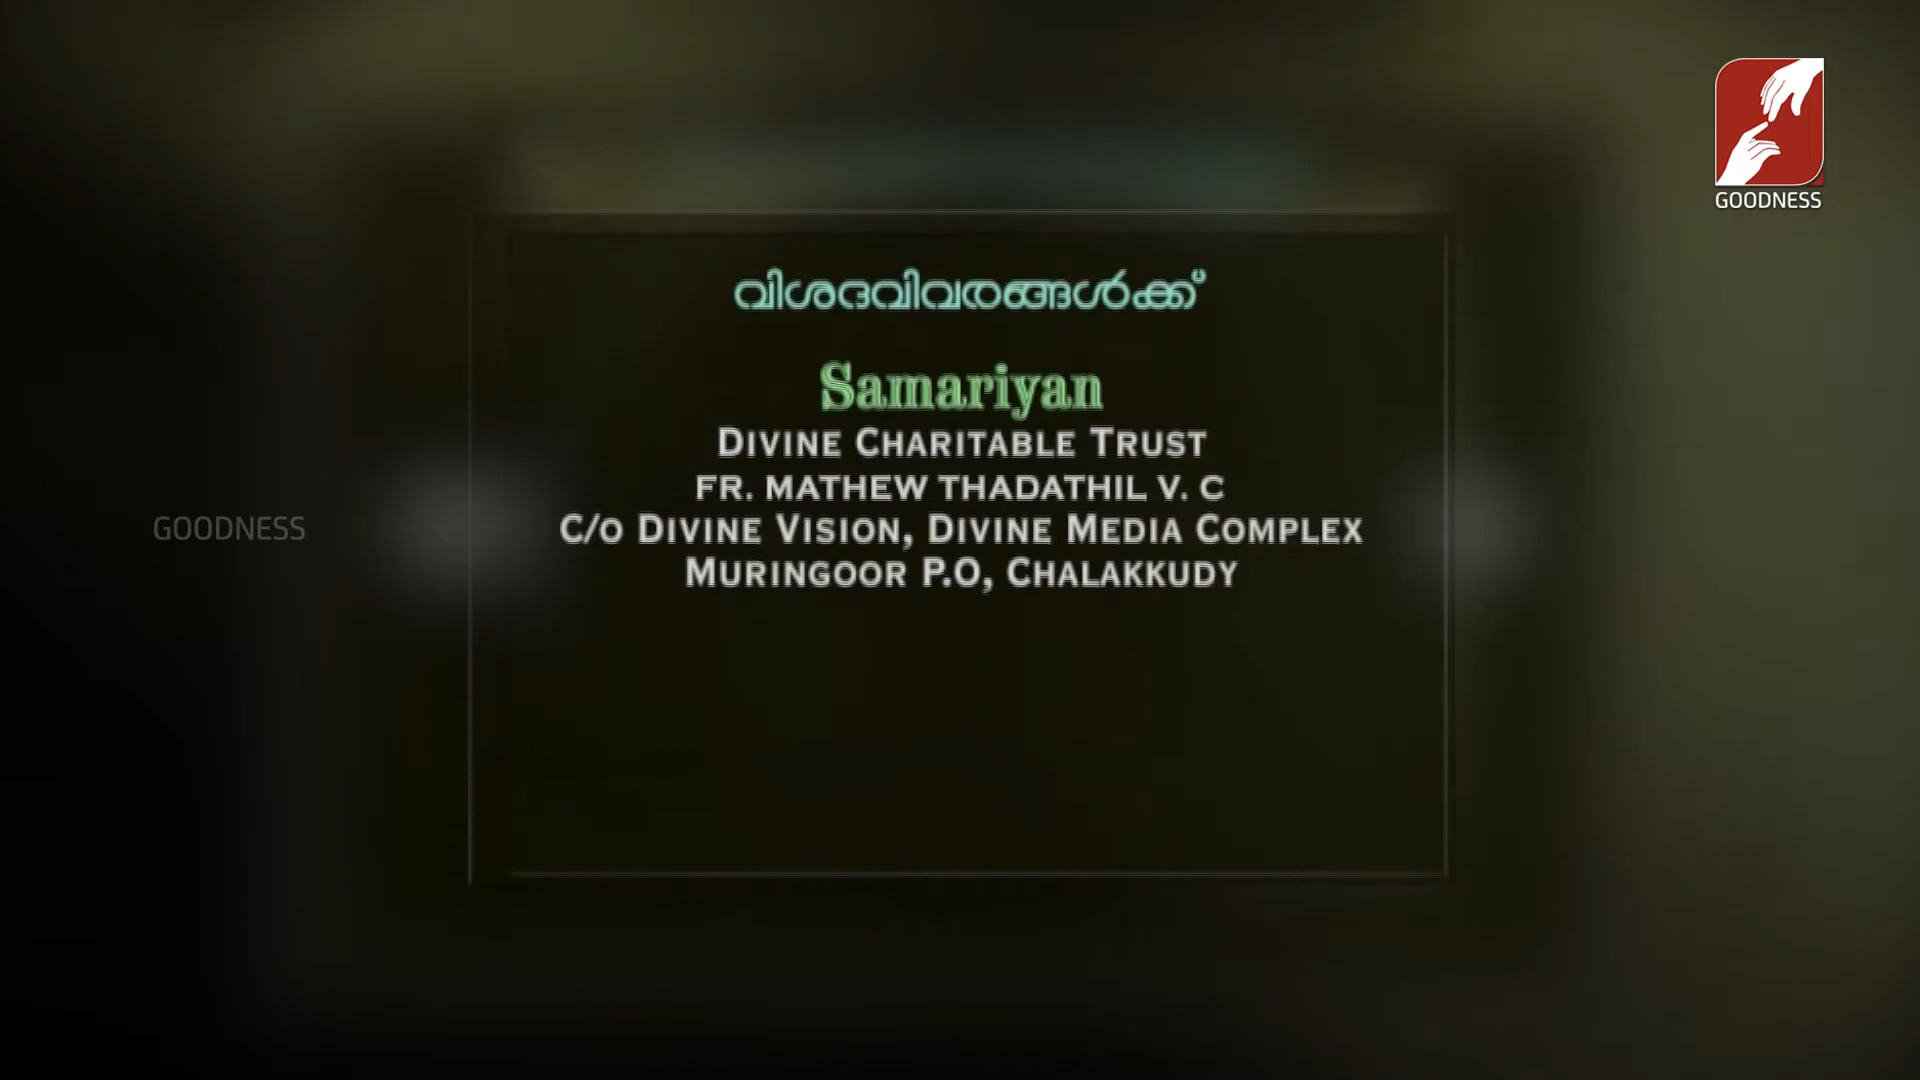 GOODNESS
വിശദവിവരങ്ങൾക്ക്
Samariyan
DIVINE CHARITABLE TRUST
FR. MATHEW THADATHIL V. C
C/O DIVINE VISION, DIVINE MEDIA COMPLEX
GOODNESS
MURINGOOR P.O, CHALAKKUDY